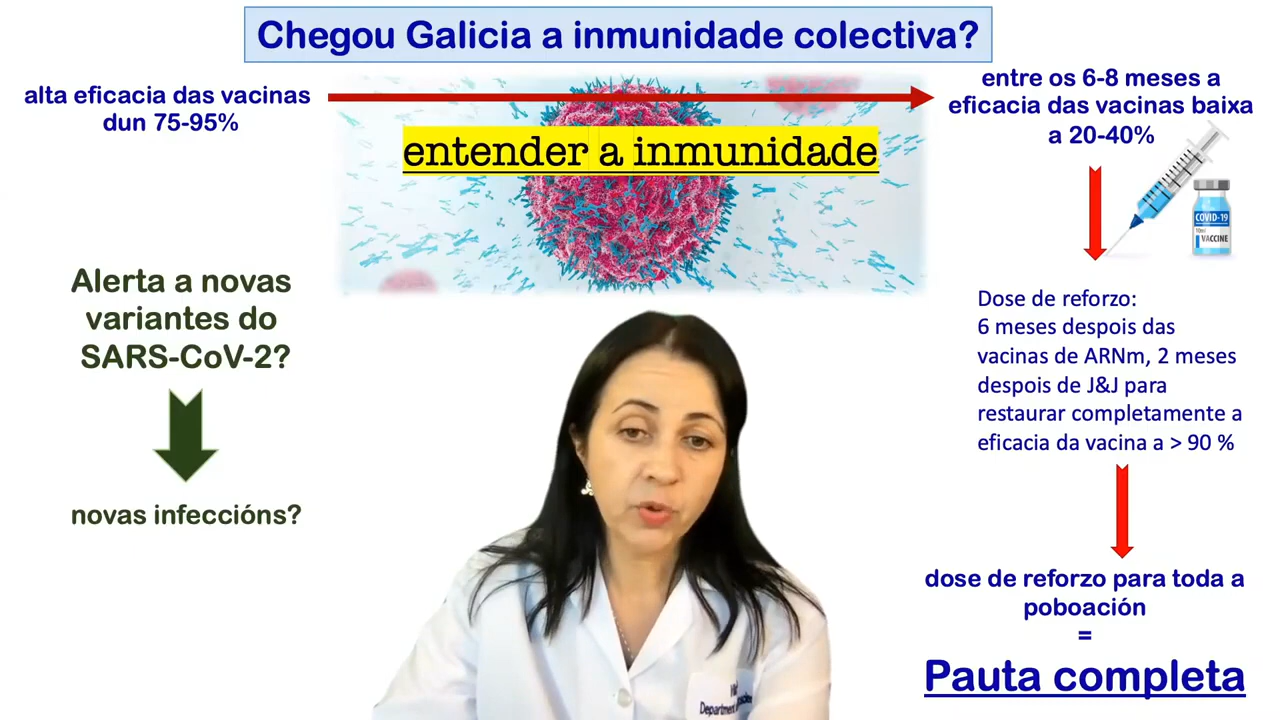 Chegou Galicia a inmunidade colectiva?
alta eficacia das vacinas
dun 75-95%
entender a inmunidade
entre os 6-8 meses a
eficacia das vacinas baixa
a 20-40%
COVID-19
VACCINE
Alerta a novas
variantes do
SARS-CoV-2?
novas infeccións?
Dose de reforzo:
6 meses despois das
vacinas de ARNm, 2 meses
despois de J&J para
restaurar completamente a
eficacia da vacina a > 90 %
dose de reforzo para toda a
poboación
=
Pauta completa
Department